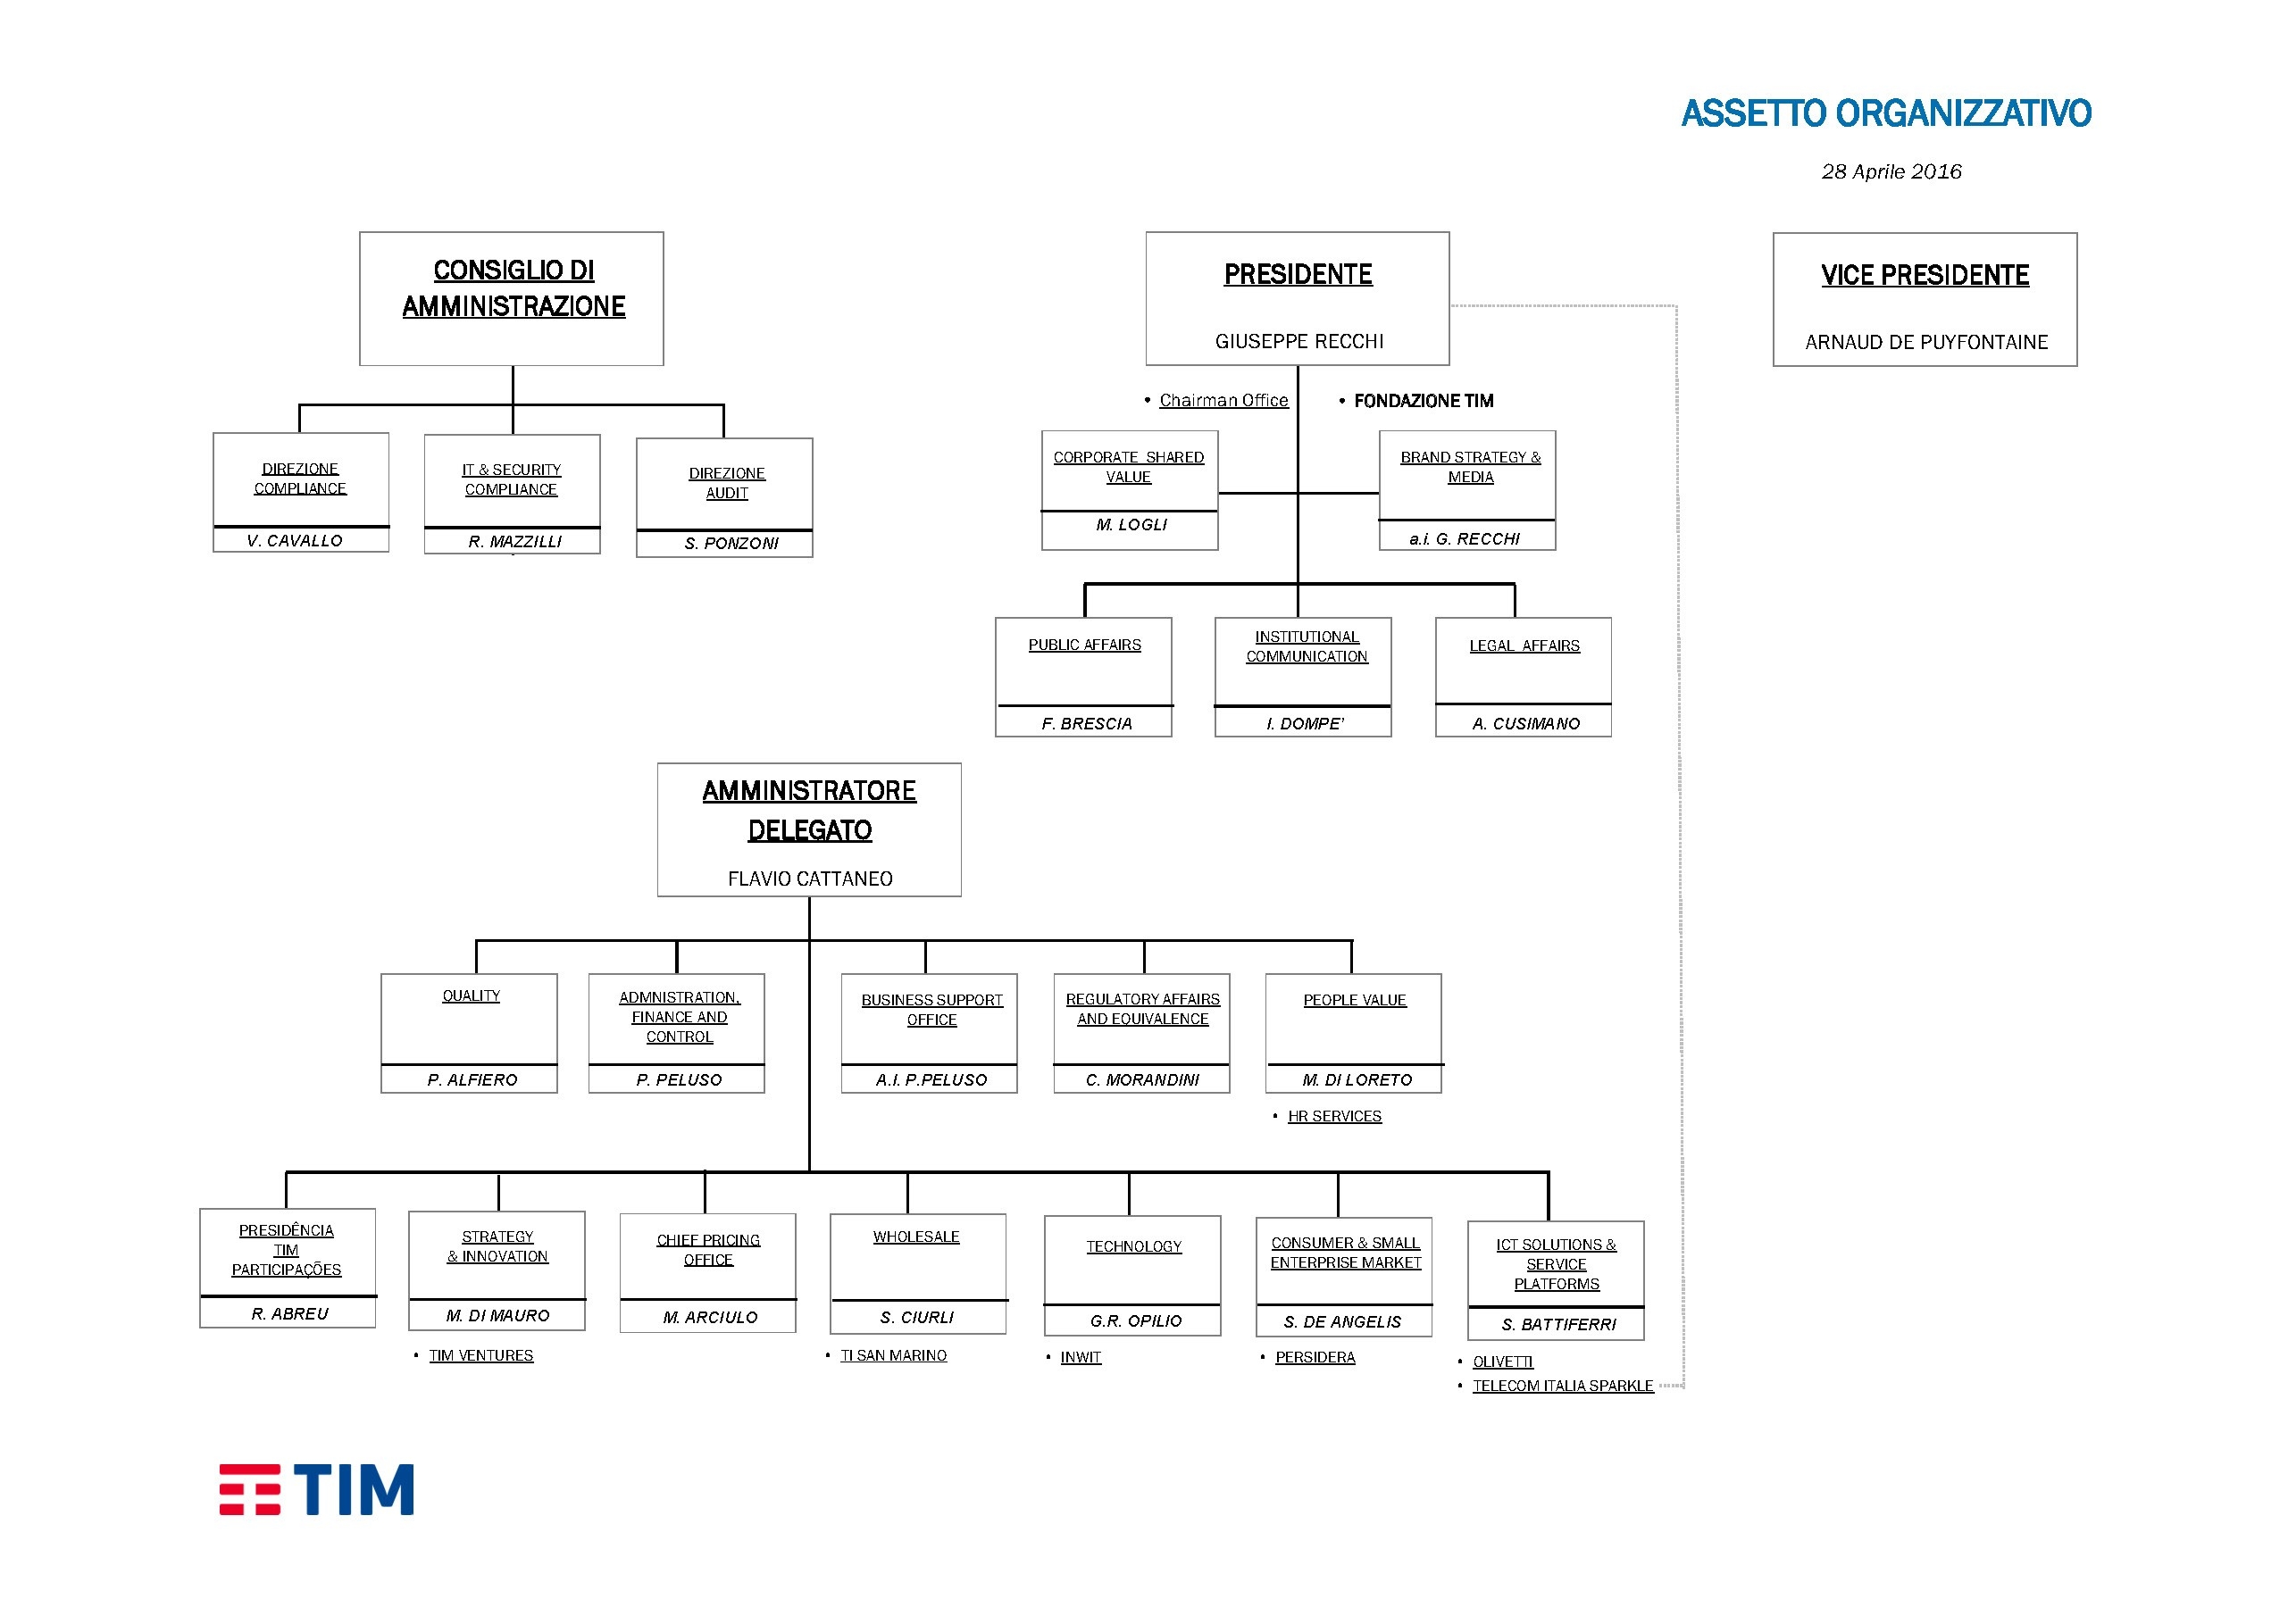 ASSETTO ORGANIZZATIVO
28 Aprile 2016
CONSIGLIO DI
AMMINISTRAZIONE
PRESIDENTE
GIUSEPPE RECCHI
VICE PRESIDENTE
ARNAUD DE PUYFONTAINE
• Chairman Office
• FONDAZIONE TIM
DIREZIONE
COMPLIANCE
V. CAVALLO
IT & SECURITY
COMPLIANCE
R. MAZZILLI
DIREZIONE
AUDIT
S. PONZONI
CORPORATE SHARED
VALUE
M. LOGLI
BRAND STRATEGY &
MEDIA
a.i. G. RECCHI
PUBLIC AFFAIRS
F. BRESCIA
INSTITUTIONAL
COMMUNICATION
I. DOMPE'
LEGAL AFFAIRS
A. CUSIMANO
AMMINISTRATORE
DELEGATO
FLAVIO CATTANEO
QUALITY
P. ALFIERO
ADMNISTRATION,
FINANCE AND
CONTROL
P. PELUSO
BUSINESS SUPPORT
OFFICE
A.I. P.PELUSO
REGULATORY AFFAIRS
AND EQUIVALENCE
C. MORANDINI
PEOPLE VALUE
M. DI LORETO
• HR SERVICES
PRESIDÊNCIA
TIM
PARTICIPAÇÕES
R. ABREU
STRATEGY
& INNOVATION
M. DI MAURO
• TIM VENTURES
CHIEF PRICING
OFFICE
M. ARCIULO
WHOLESALE
S. CIURLI
• TI SAN MARINO
TECHNOLOGY
G.R. OPILIO
• INWIT
CONSUMER & SMALL
ENTERPRISE MARKET
S. DE ANGELIS
• PERSIDERA
ICT SOLUTIONS &
SERVICE
PLATFORMS
S. BATTIFERRI
• OLIVETTI
• TELECOM ITALIA SPARKLE
TIM